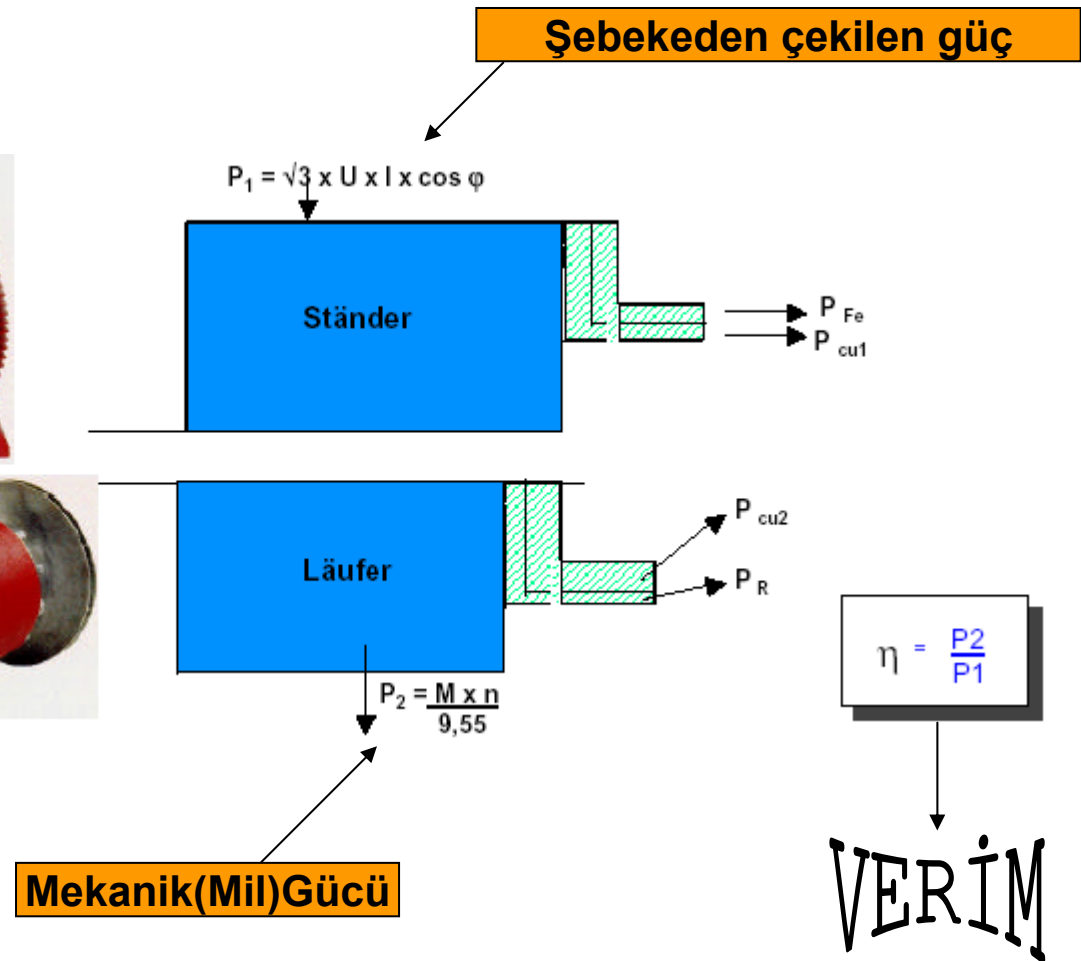 Şebekeden çekilen güç
P₁ = √3 x U x I x cos φ
Ständer
P Fe
P cu1
Läufer
P cu2
P R
η = P2
P1
P₂ = M x n
9,55
Mekanik(Mil)Gücü
VERİM